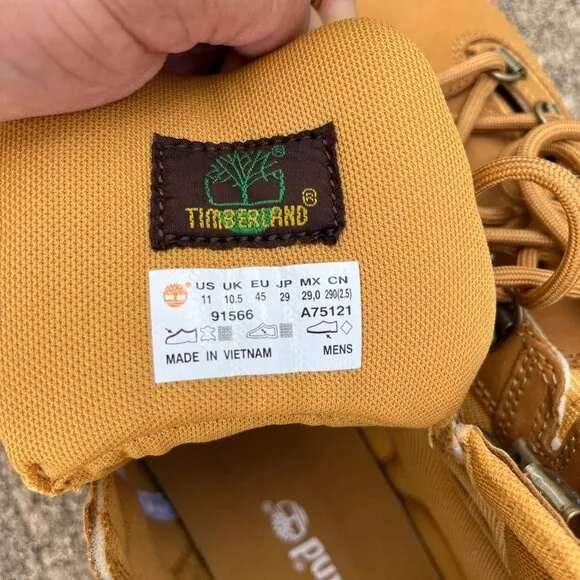 TIMBERLAND®
US UK EU JP MX CN
11 10.5 45 29 29,0 290(2.5)
91566 A75121
MADE IN VIETNAM MENS